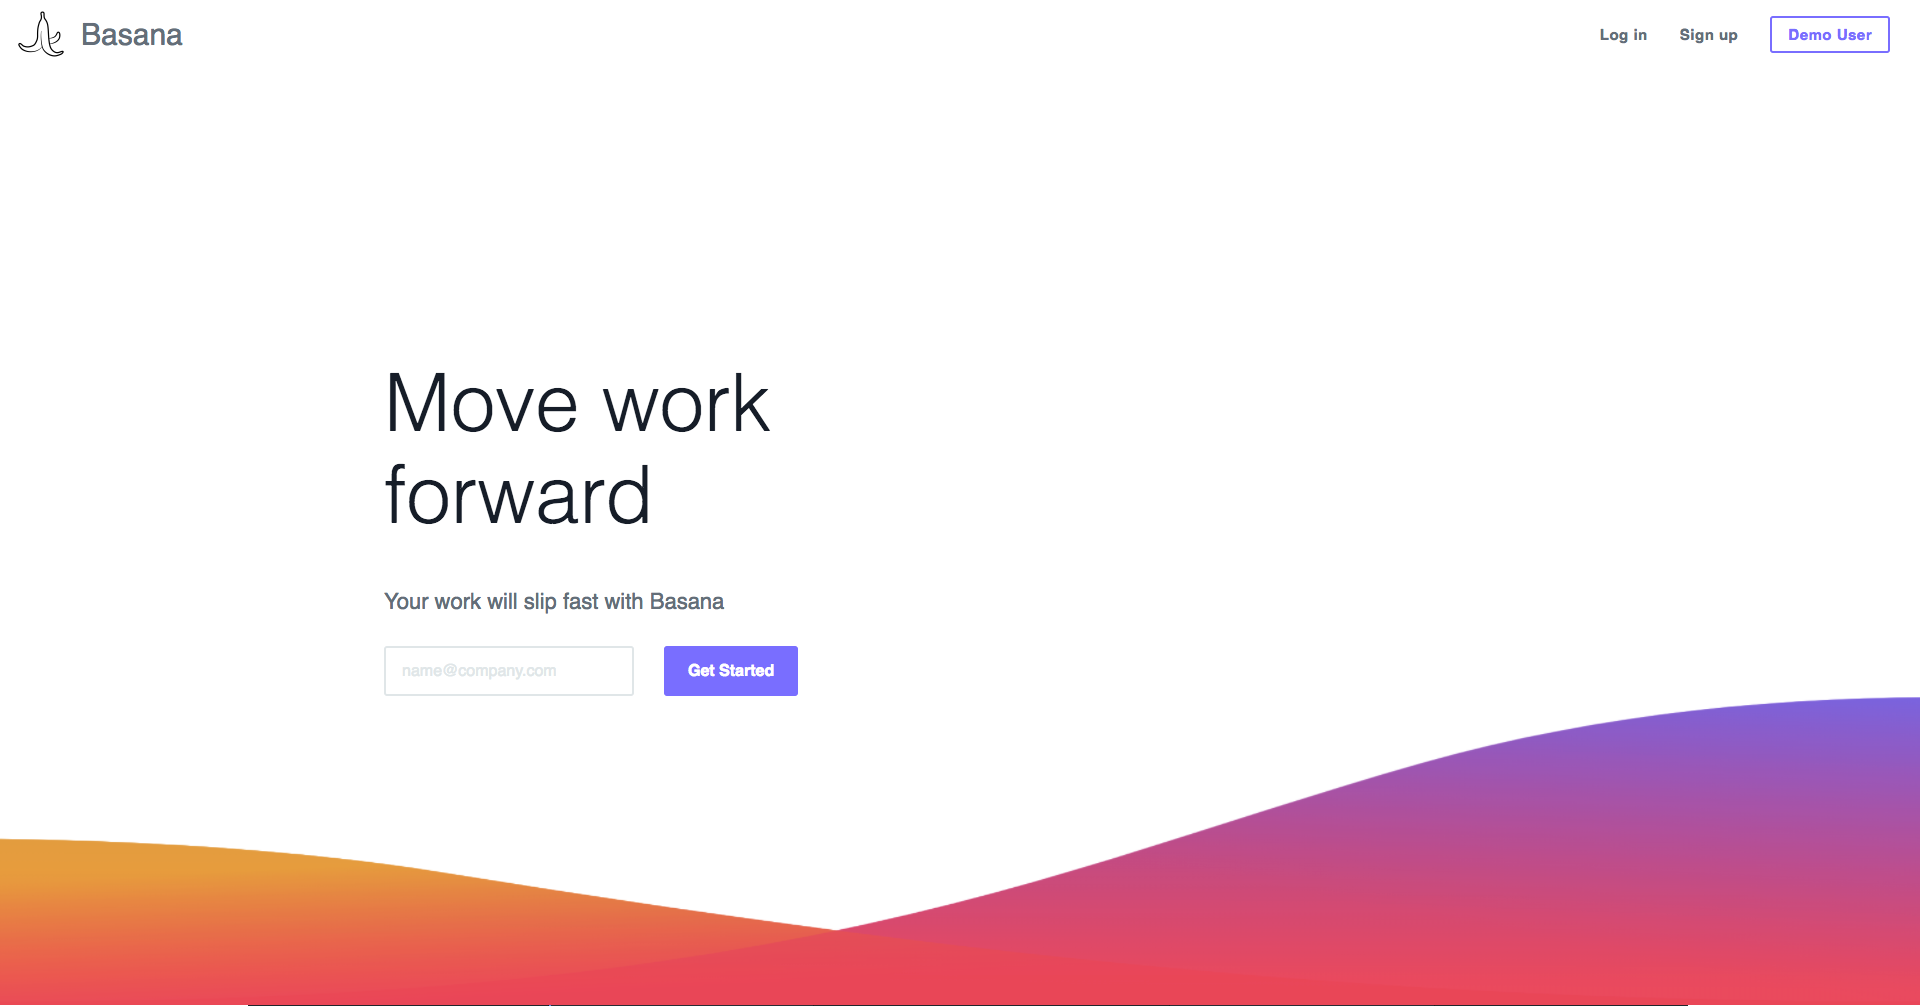 Basana
Log in
Sign up
Demo User
Move work
forward
Your work will slip fast with Basana
name@company.com
Get Started